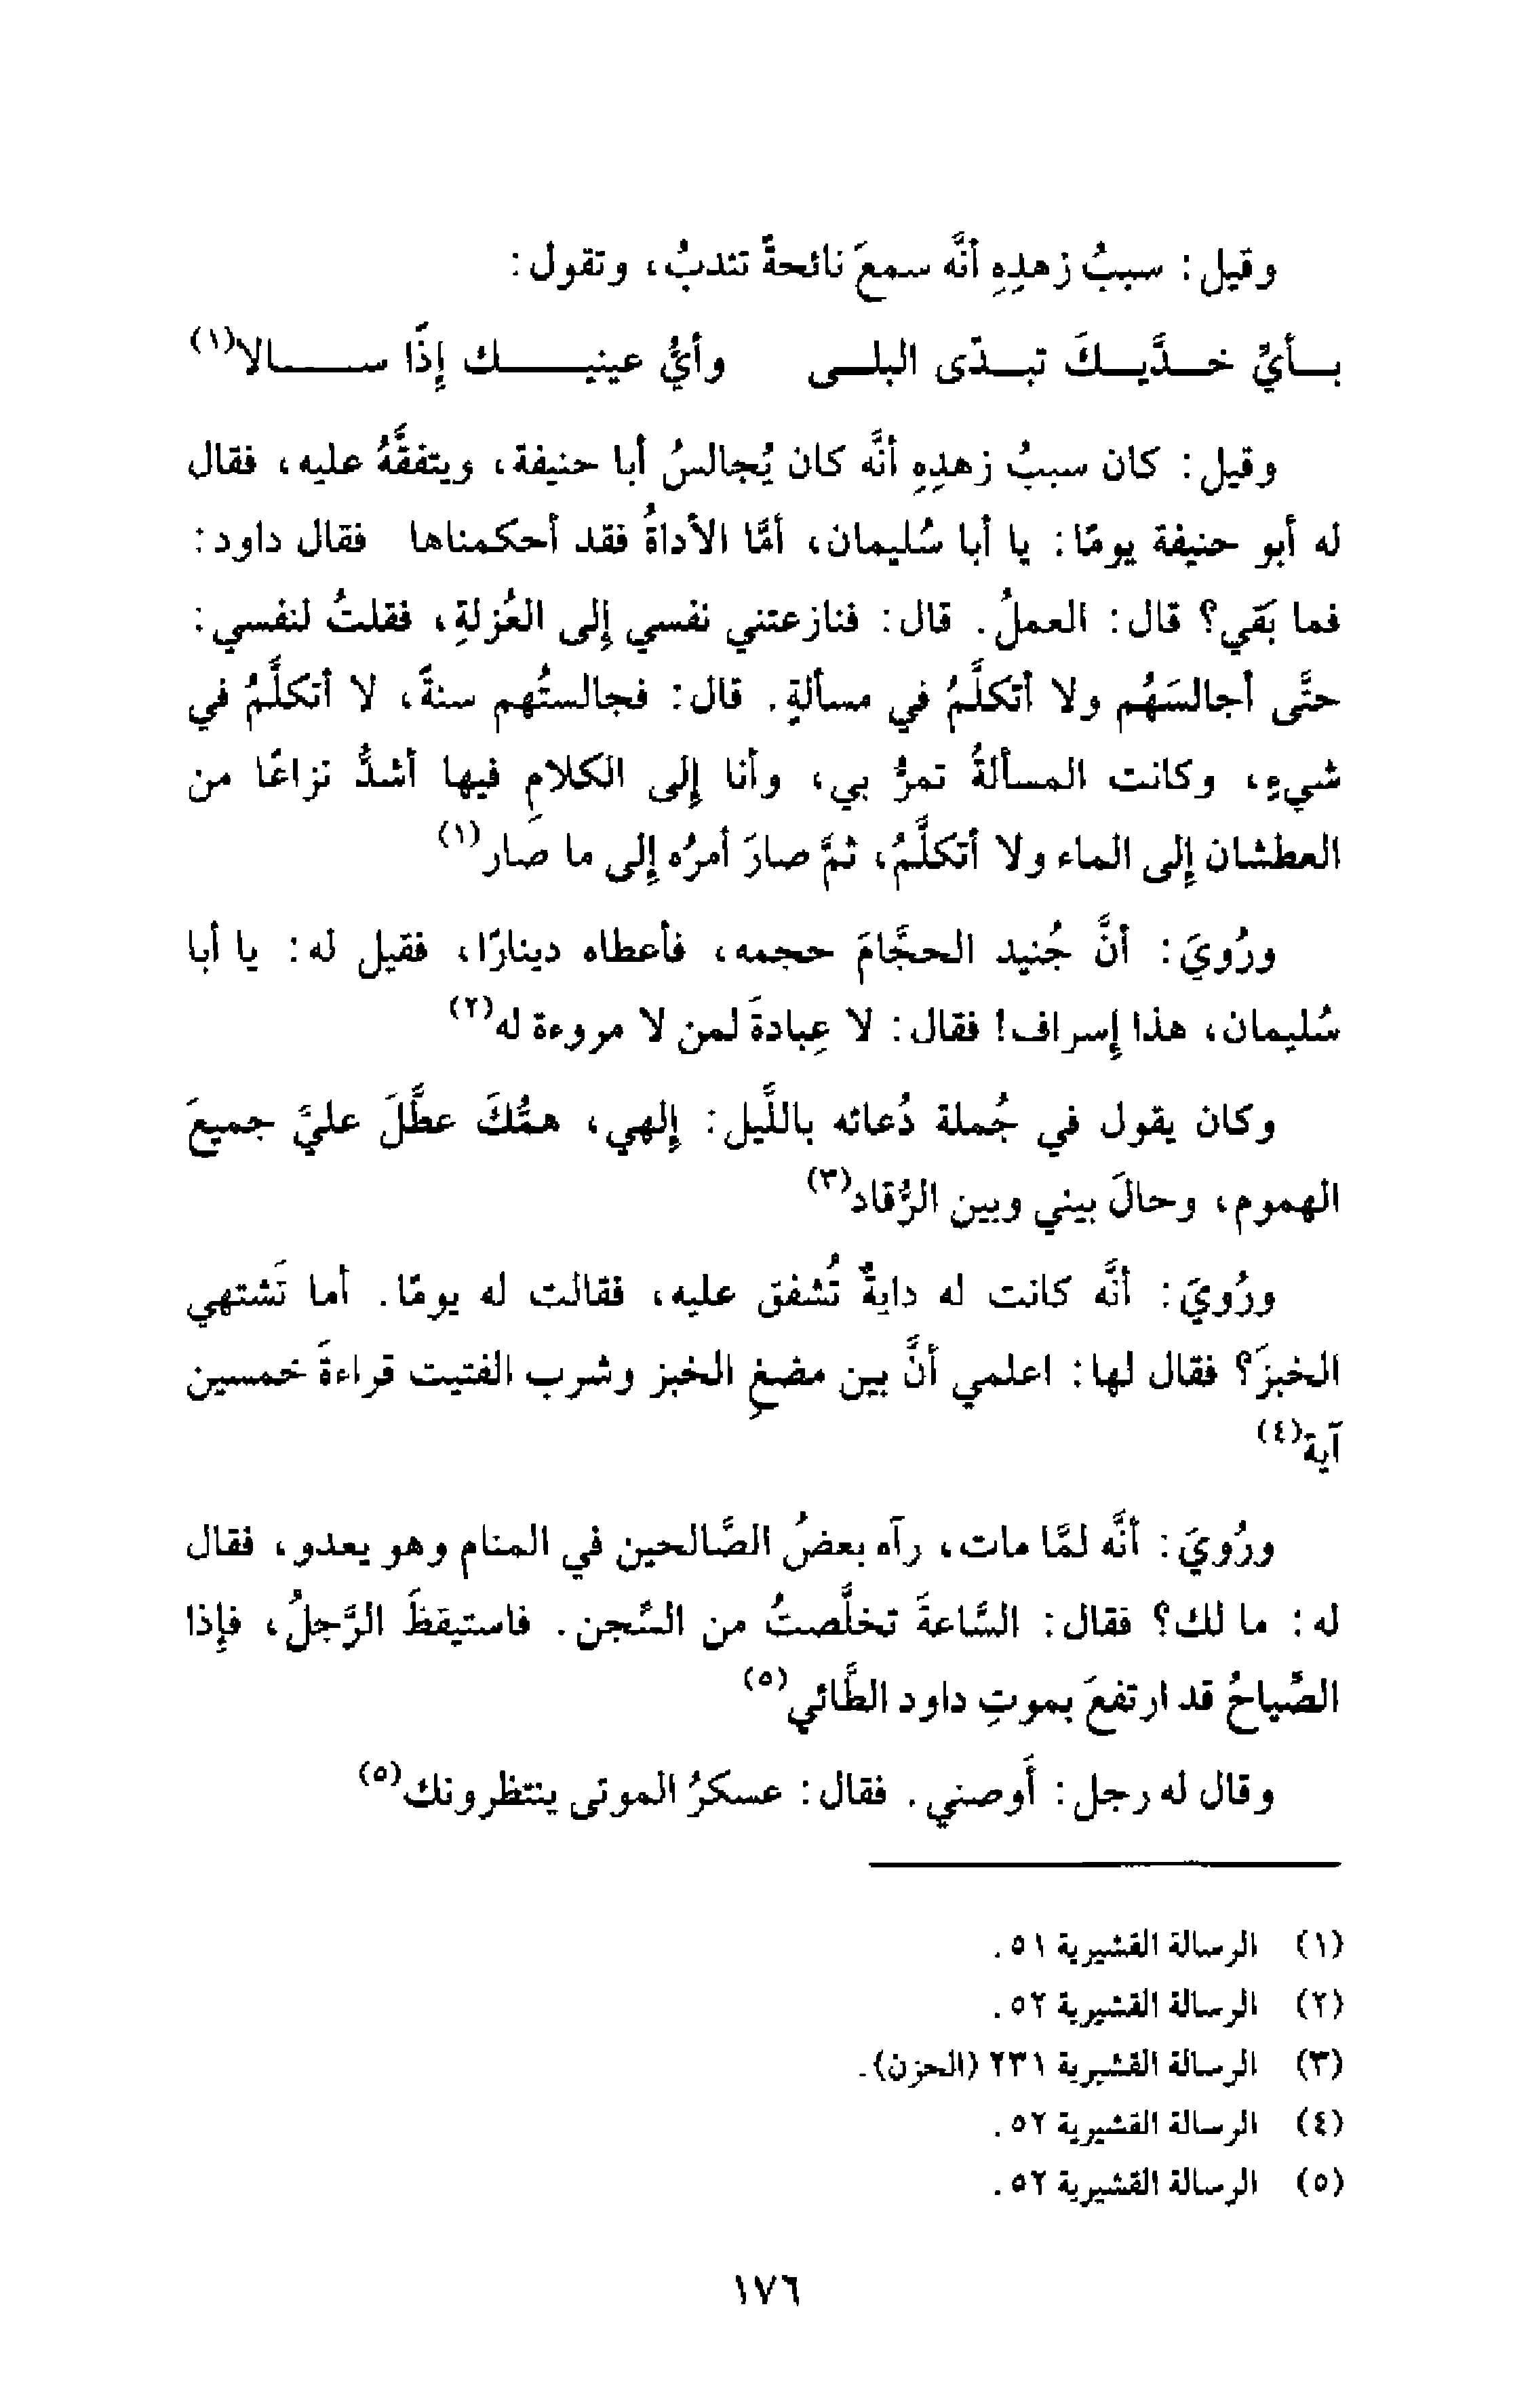 وقيل: سببُ زهدِهِ أنَّه سمعَ نائحةً تندبُ، وتقول:
بـأيِّ خـدَّيـكَ تبـدّى البلـى وأيُّ عينيـك إذًا سـالا(١)
وقيل: كان سببُ زهدِهِ أنَّه كان يُجالسُ أبا حنيفة، ويتفقَّهُ عليه، فقال
له أبو حنيفة يومًا: يا أبا سُليمان، أمَّا الأداةُ فقد أحكمناها فقال داود:
فما بَقي؟ قال: العملُ. قال: فنازعتني نفسي إلى العُزلةِ، فقلتُ لنفسي:
حتَّى أجالسَهُم ولا أتكلَّمُ في مسألةٍ. قال: فجالستُهم سنةً، لا أتكلَّمُ في
شيءٍ، وكانت المسألةُ تمرُّ بي، وأنا إلى الكلامِ فيها أشدُّ نزاعًا من
العطشان إلى الماء ولا أتكلَّمُ، ثمَّ صارَ أمرُه إلى ما صار(١)
ورُويَ: أنَّ جُنيد الحجَّامَ حجمه، فأعطاه دينارًا، فقيل له: يا أبا
سُليمان، هذا إسراف! فقال: لا عِبادةَ لمن لا مروءة له(٢)
وكان يقول في جُملة دُعائه باللَّيل: إلهي، همُّكَ عطَّلَ عليَّ جميعَ
الهموم، وحالَ بيني وبين الرُّقاد(٣)
ورُويَ: أنَّه كانت له دايةٌ تُشفق عليه، فقالت له يومًا. أما تَشتهي
الخبزَ؟ فقال لها: اعلمي أنَّ بين مضغِ الخبز وشرب الفتيت قراءةَ خمسين
آية(٤)
ورُويَ: أنَّه لمَّا مات، رآه بعضُ الصَّالحين في المنام وهو يعدو، فقال
له: ما لك؟ فقال: السَّاعةَ تخلَّصتُ من السِّجن. فاستيقظَ الرَّجلُ، فإذا
الصِّياحُ قد ارتفعَ بموتِ داود الطَّائي(٥)
وقال له رجل: أَوصني. فقال: عسكرُ الموتى ينتظرونك(٥)
(١) الرسالة القشيرية ٥١.
(٢) الرسالة القشيرية ٥٢.
(٣) الرسالة القشيرية ٢٣١ (الحزن).
(٤) الرسالة القشيرية ٥٢.
(٥) الرسالة القشيرية ٥٢.
١٧٦